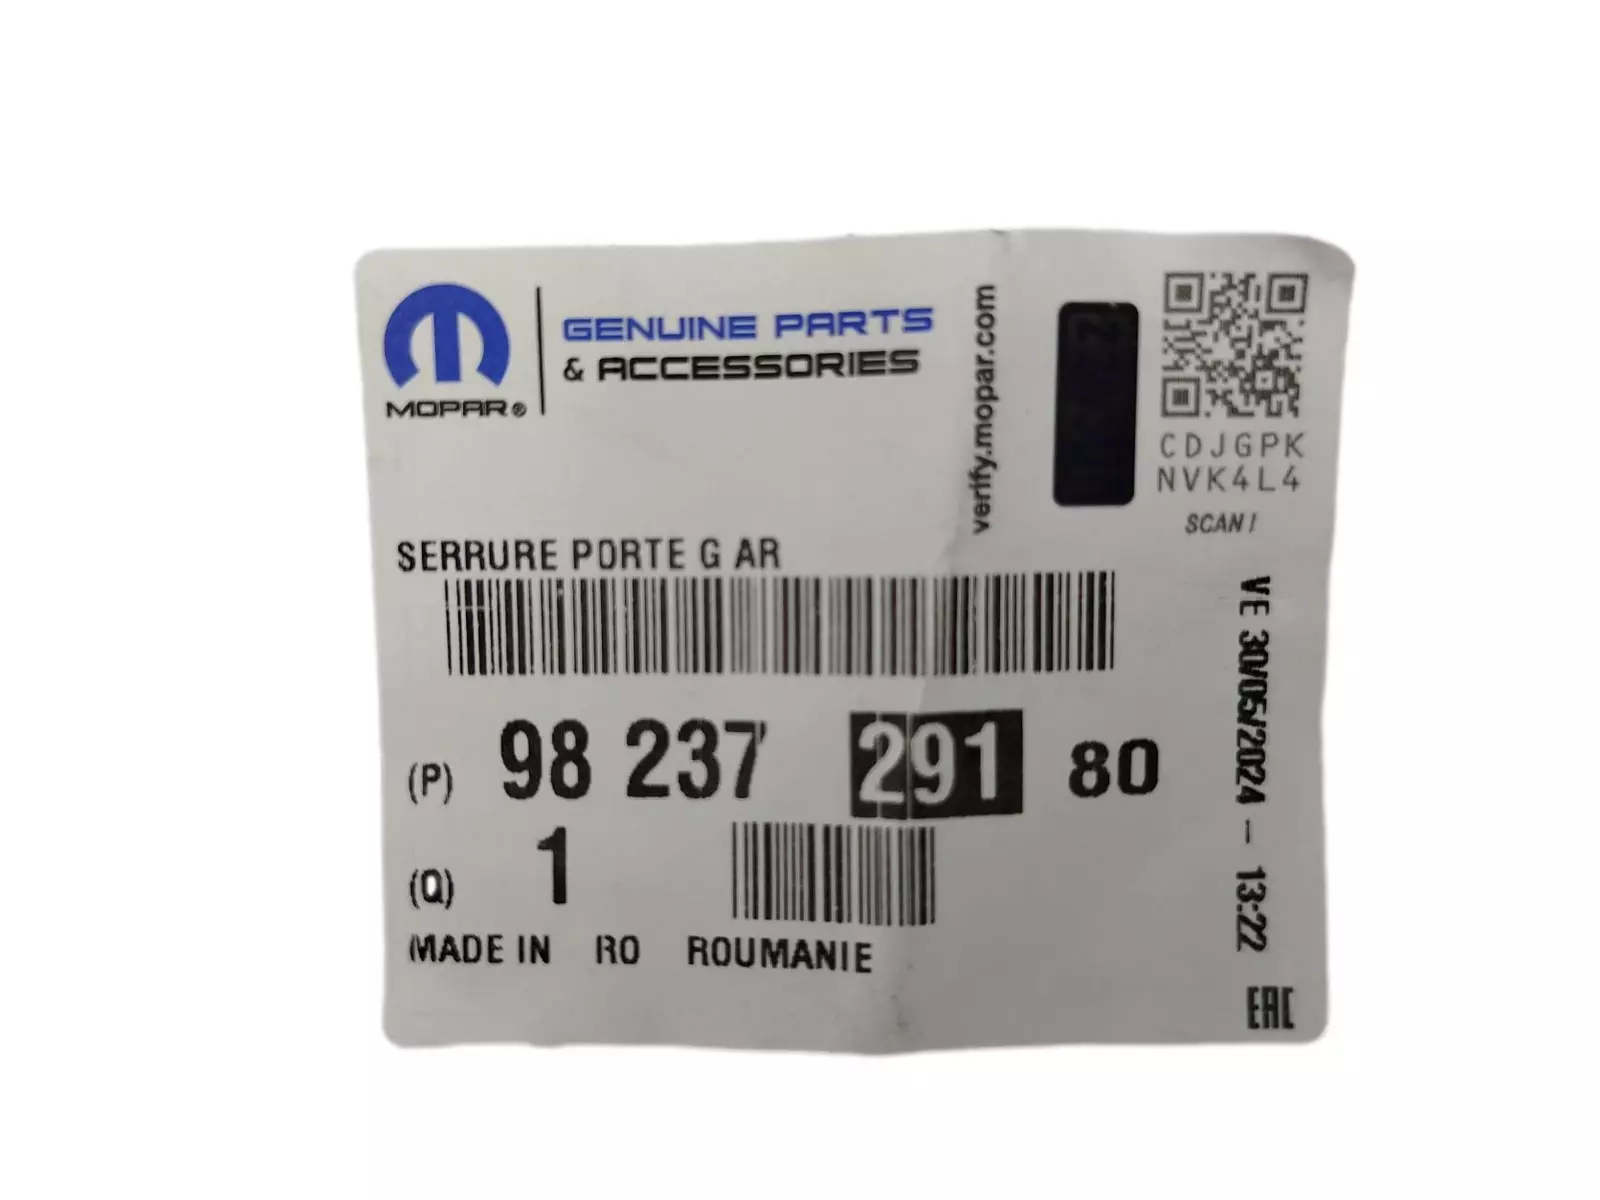 GENUINE PARTS
& ACCESSORIES
MOPAR®
verify.mopar.com
CDJGPK
NVK4L4
SCAN!
SERRURE PORTE G AR
(P) 98 237 291 80
(Q) 1
MADE IN RO ROUMANIE
VE 30/05/2024 - 13:22
EAC